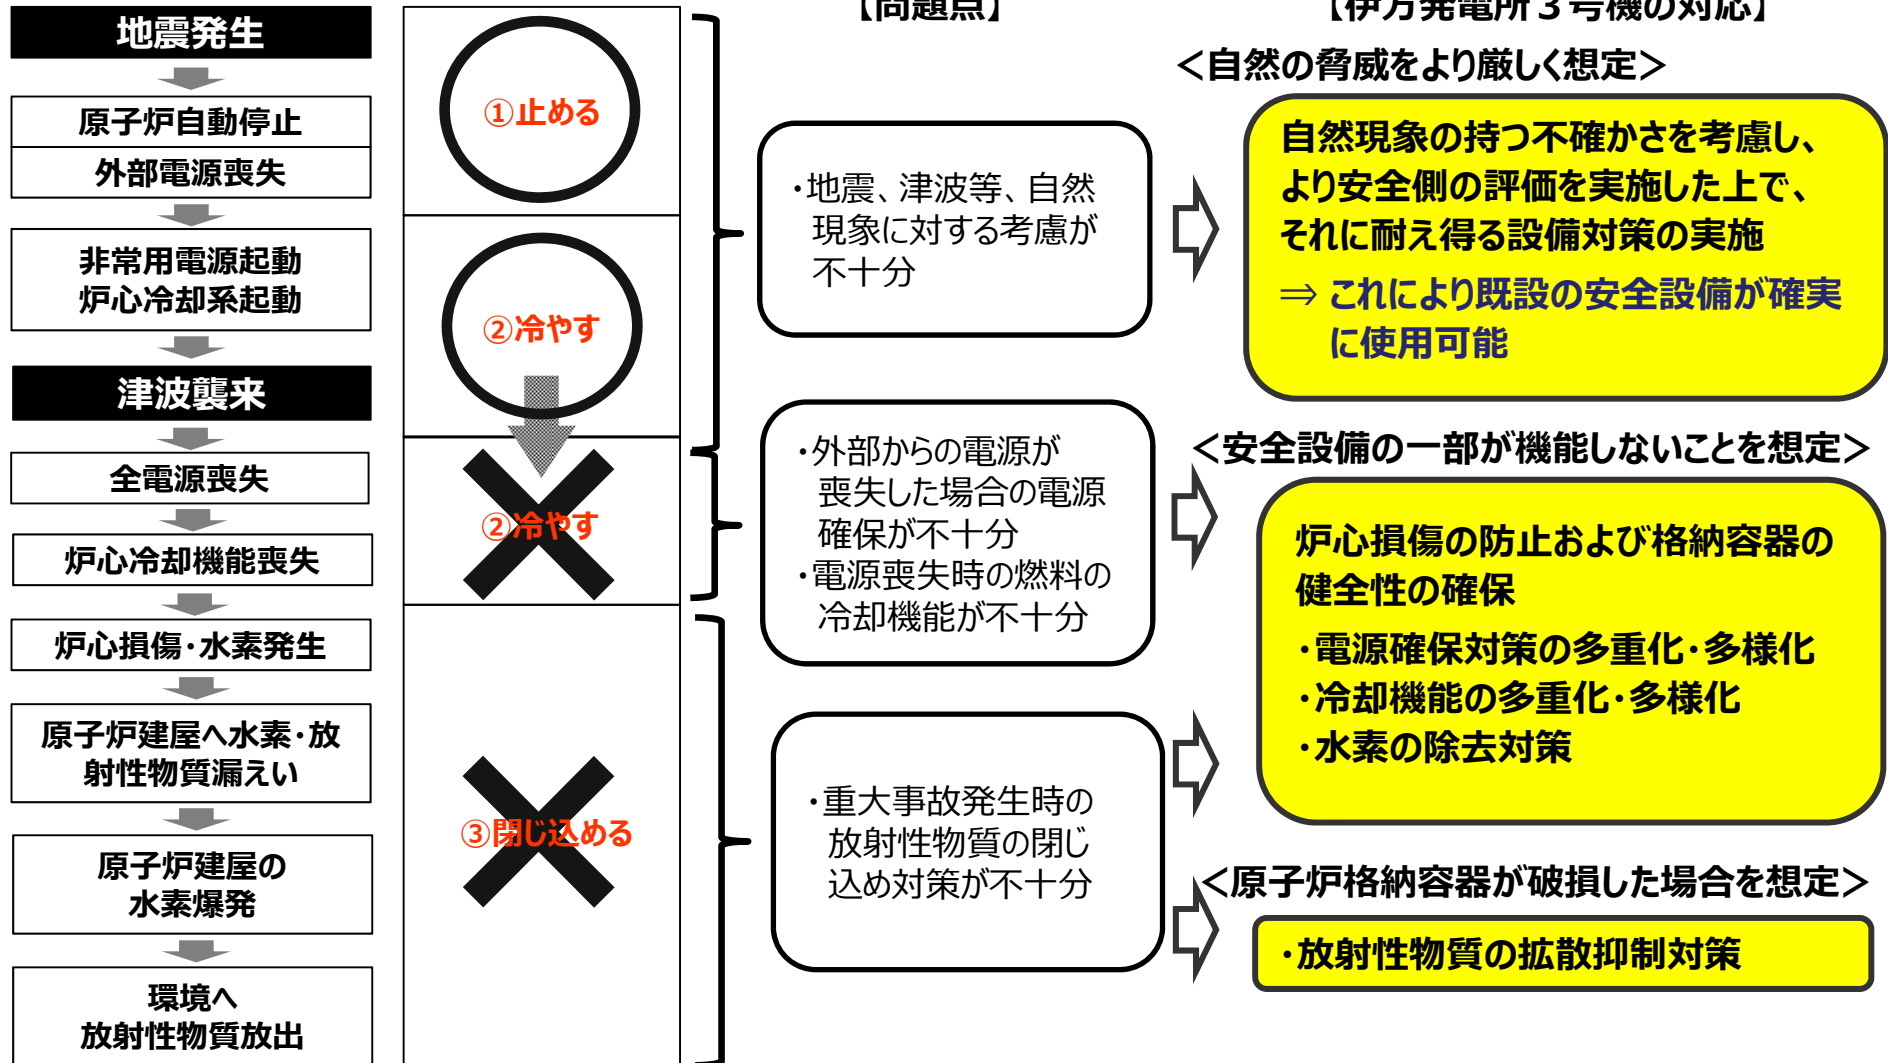 地震発生
原子炉自動停止
外部電源喪失
非常用電源起動
炉心冷却系起動
津波襲来
全電源喪失
炉心冷却機能喪失
炉心損傷・水素発生
原子炉建屋へ水素・放
射性物質漏えい
原子炉建屋の
水素爆発
環境へ
放射性物質放出
①止める
②冷やす
②冷やす
③閉じ込める
【問題点】
・地震、津波等、自然
現象に対する考慮が
不十分
・外部からの電源が
喪失した場合の電源
確保が不十分
・電源喪失時の燃料の
冷却機能が不十分
・重大事故発生時の
放射性物質の閉じ
込め対策が不十分
【伊方発電所３号機の対応】
＜自然の脅威をより厳しく想定＞
自然現象の持つ不確かさを考慮し、
より安全側の評価を実施した上で、
それに耐え得る設備対策の実施
⇒ これにより既設の安全設備が確実
に使用可能
＜安全設備の一部が機能しないことを想定＞
炉心損傷の防止および格納容器の
健全性の確保
・電源確保対策の多重化・多様化
・冷却機能の多重化・多様化
・水素の除去対策
＜原子炉格納容器が破損した場合を想定＞
・放射性物質の拡散抑制対策